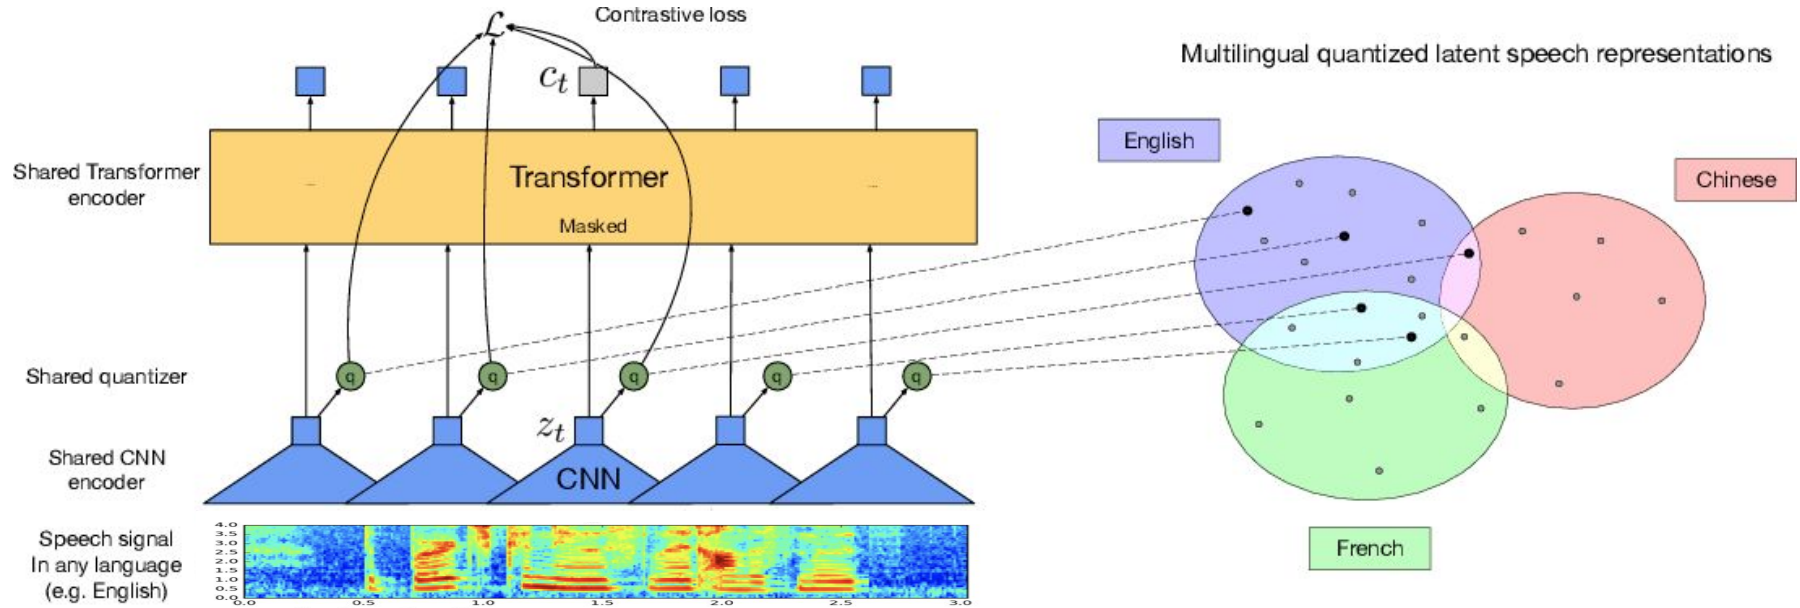 Contrastive loss
ℒ
Multilingual quantized latent speech representations
c_t
English
Chinese
Shared Transformer
encoder
Transformer
Masked
Shared quantizer
q q q q q
z_t
Shared CNN
encoder
CNN
French
Speech signal
In any language
(e.g. English)
4.0
3.5
3.0
2.5
2.0
1.5
1.0
0.5
0.0
0.0 0.5 1.0 1.5 2.0 2.5 3.0